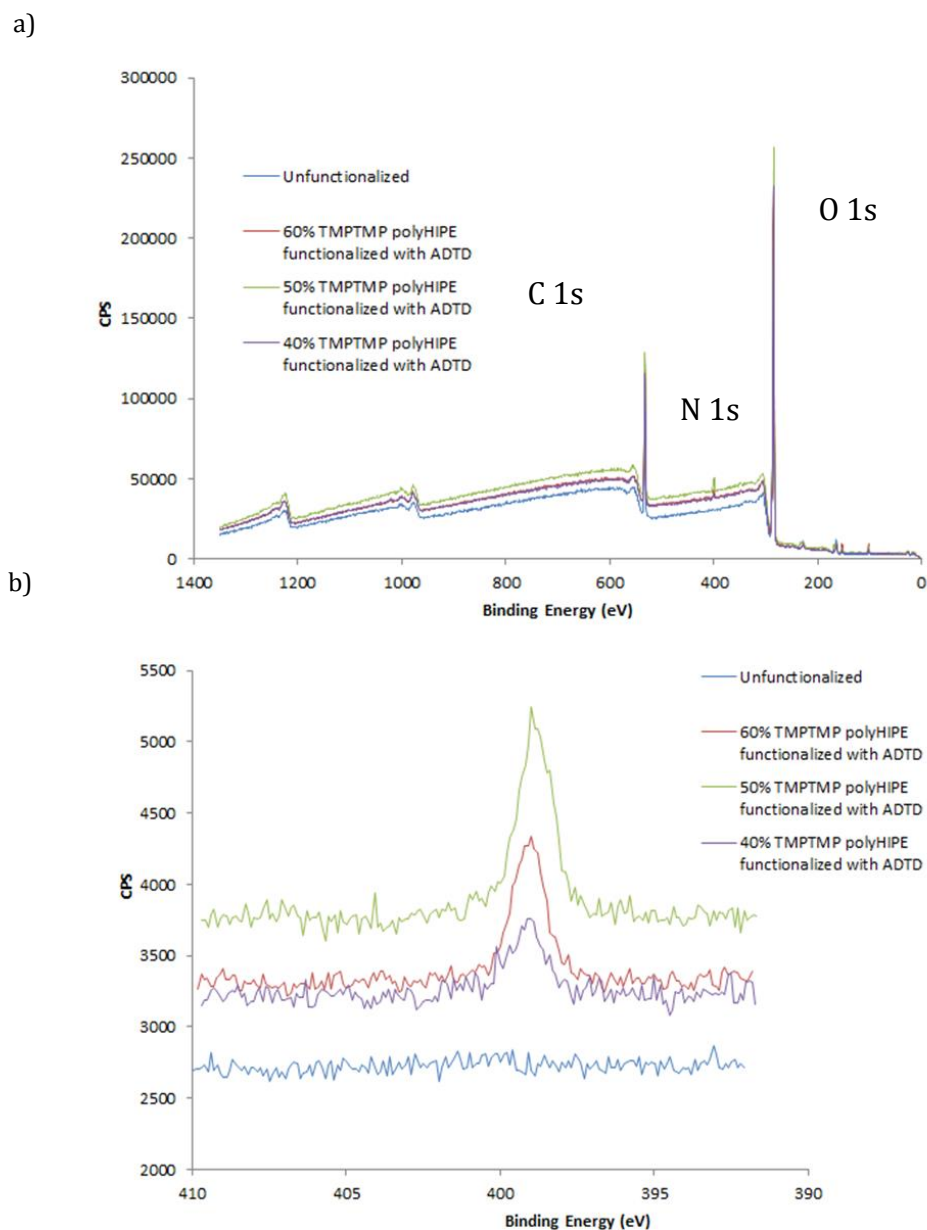 a)
300000
250000
200000
150000
100000
50000
0
CPS
Unfunctionalized
60% TMPTMP polyHIPE
functionalized with ADTD
50% TMPTMP polyHIPE
functionalized with ADTD
40% TMPTMP polyHIPE
functionalized with ADTD
C 1s
N 1s
O 1s
1400 1200 1000 800 600 400 200 0
Binding Energy (eV)
b)
5500
5000
4500
4000
3500
3000
2500
2000
CPS
Unfunctionalized
60% TMPTMP polyHIPE
functionalized with ADTD
50% TMPTMP polyHIPE
functionalized with ADTD
40% TMPTMP polyHIPE
functionalized with ADTD
410 405 400 395 390
Binding Energy (eV)